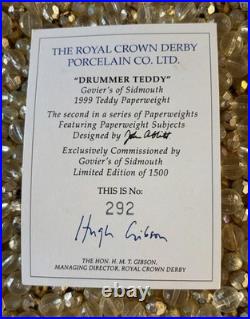 THE ROYAL CROWN DERBY
PORCELAIN CO. LTD.
"DRUMMER TEDDY"
Govier's of Sidmouth
1999 Teddy Paperweight
The second in a series of Paperweights
Featuring Paperweight Subjects
Designed by John Ablitt
Exclusively Commissioned by
Govier's of Sidmouth
Limited Edition of 1500
THIS IS No:
292
Hugh Gibson
THE HON. H. M. T. GIBSON,
MANAGING DIRECTOR, ROYAL CROWN DERBY